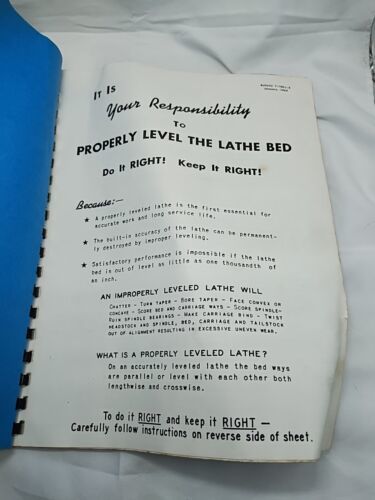 It Is
Your Responsibility
To
PROPERLY LEVEL THE LATHE BED
Do It RIGHT! Keep It RIGHT!
Because:—
★ A properly leveled lathe is the first essential for
accurate work and long service life.
★ The built-in accuracy of the lathe can be permanent-
ly destroyed by improper leveling.
★ Satisfactory performance is impossible if the lathe
bed in out of level as little as one thousandth of
an inch.
AN IMPROPERLY LEVELED LATHE WILL
CHATTER - TURN TAPER - BORE TAPER - FACE CONVEX OR
CONCAVE - SCORE BED AND CARRIAGE WAYS - SCORE SPINDLE-
RUIN SPINDLE BEARINGS - MAKE CARRIAGE BIND - TWIST
HEADSTOCK AND SPINDLE, BED, CARRIAGE AND TAILSTOCK
OUT OF ALIGNMENT RESULTING IN EXCESSIVE UNEVEN WEAR.
WHAT IS A PROPERLY LEVELED LATHE?
On an accurately leveled lathe the bed ways
are parallel or level with each other both
lengthwise and crosswise.
To do it RIGHT and keep it RIGHT —
Carefully follow instructions on reverse side of sheet.